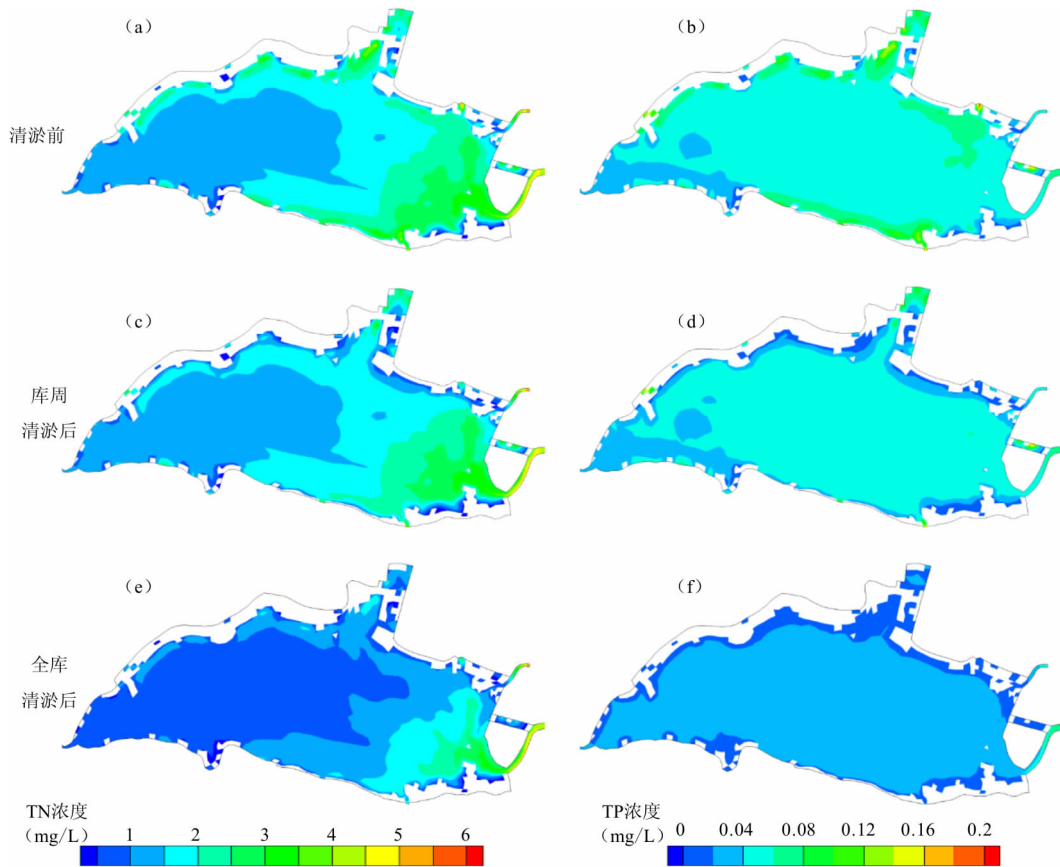 （a）
（b）
清淤前
（c）
（d）
库周
清淤后
（e）
（f）
全库
清淤后
TN浓度
（mg/L）
1 2 3 4 5 6
TP浓度
（mg/L）
0 0.04 0.08 0.12 0.16 0.2